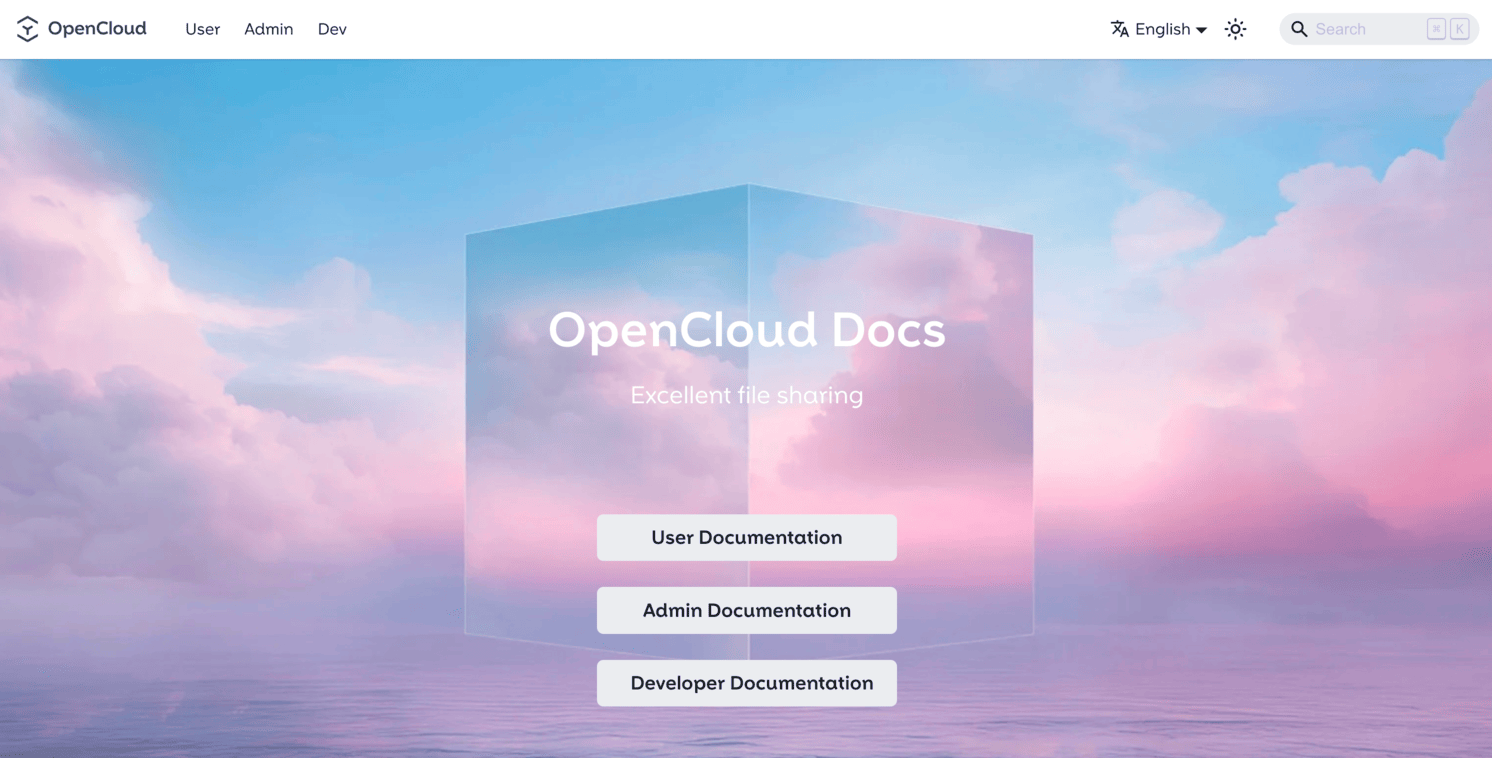 OpenCloud User Admin Dev English Search ⌘ K
OpenCloud Docs
Excellent file sharing
User Documentation
Admin Documentation
Developer Documentation